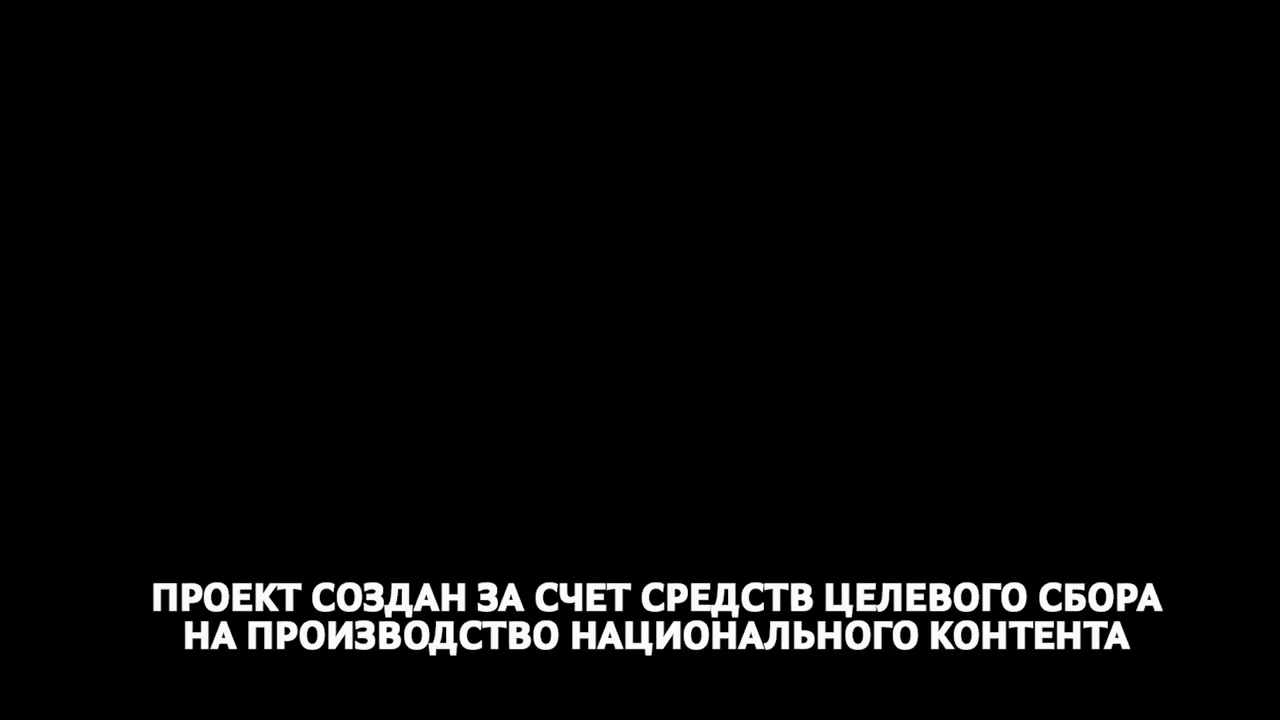 ПРОЕКТ СОЗДАН ЗА СЧЕТ СРЕДСТВ ЦЕЛЕВОГО СБОРА
НА ПРОИЗВОДСТВО НАЦИОНАЛЬНОГО КОНТЕНТА